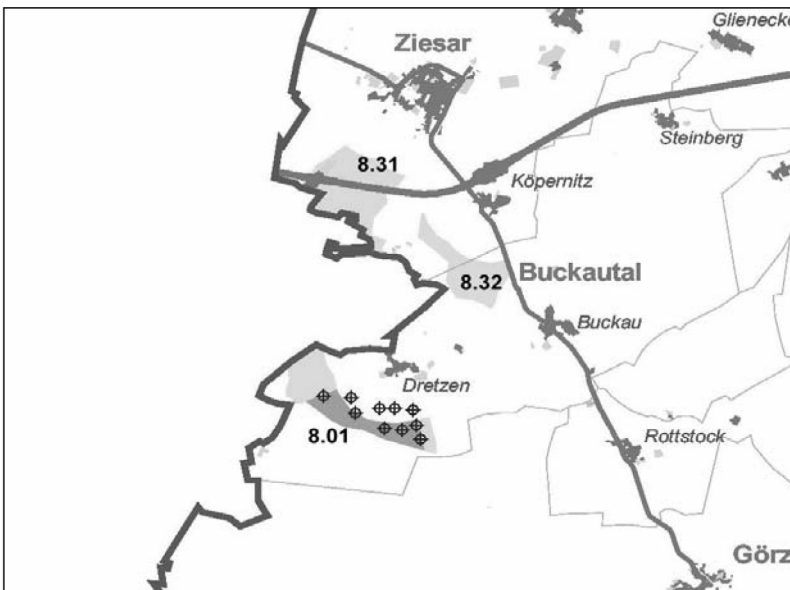 Glienecke
Ziesar
Steinberg
8.31
Köpernitz
Buckautal
8.32
Buckau
Dretzen
8.01
Rottstock
Görz